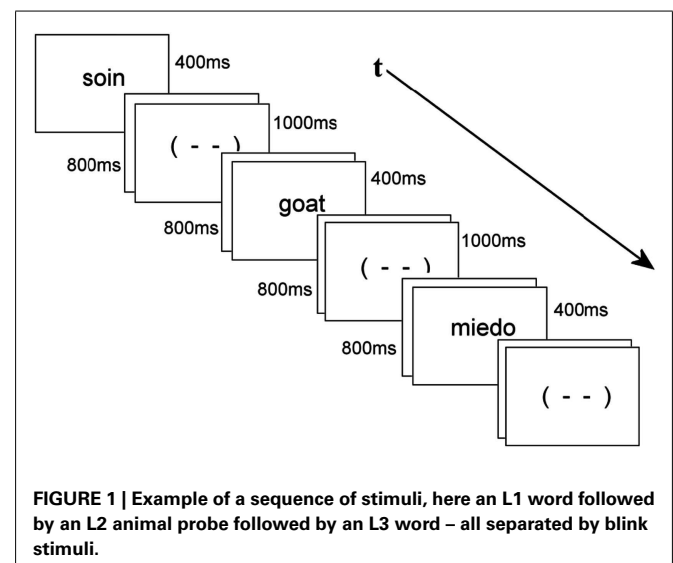 soin
400ms
t
( - - )
1000ms
800ms
goat
400ms
800ms
( - - )
1000ms
800ms
miedo
400ms
800ms
( - - )
FIGURE 1 | Example of a sequence of stimuli, here an L1 word followed
by an L2 animal probe followed by an L3 word – all separated by blink
stimuli.